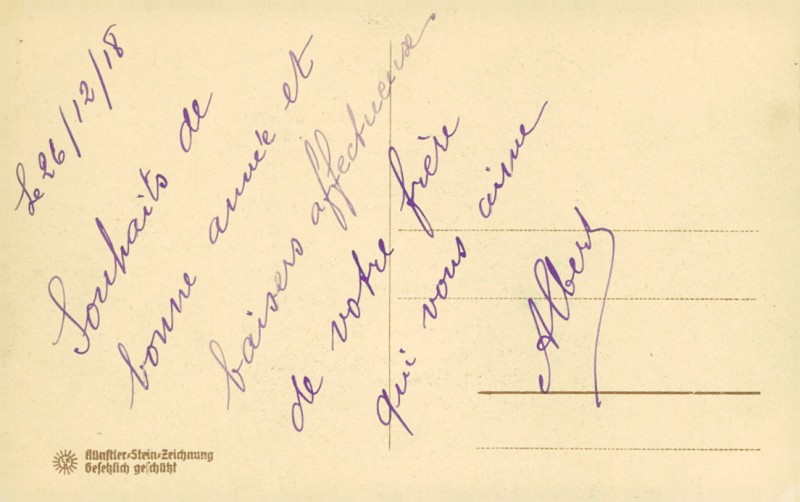 Le 26/12/18
Souhaits de
bonne année et
baisers affectueux
de votre frère
qui vous aime
Albert
Künstler-Stein-Zeichnung
Gesetzlich geschützt